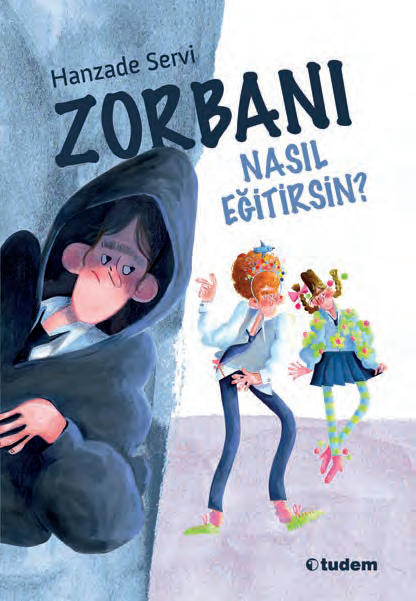 Hanzade Servi
ZORBANI
NASIL
EĞİTİRSİN?
tudem